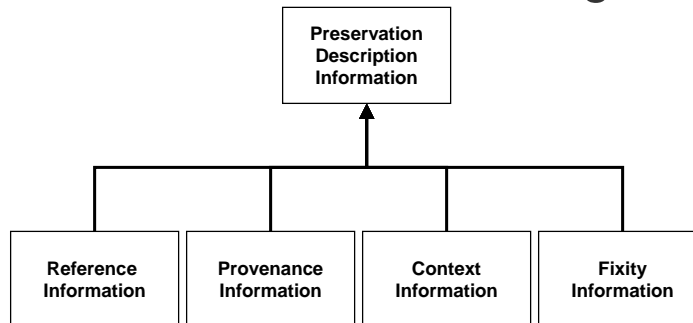 Preservation
Description
Information
Reference
Information
Provenance
Information
Context
Information
Fixity
Information